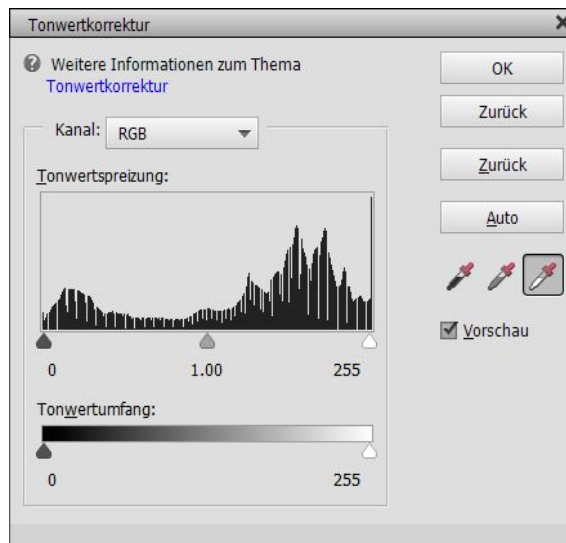 Tonwertkorrektur
Weitere Informationen zum Thema
Tonwertkorrektur
Kanal: RGB
Tonwertspreizung:
0 1.00 255
Tonwertumfang:
0 255
OK
Zurück
Zurück
Auto
Vorschau